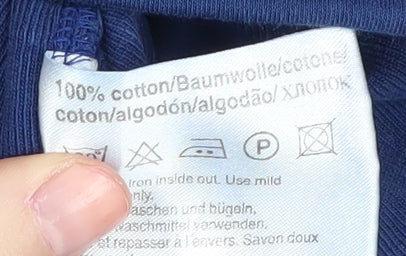 100% cotton/Baumwolle/cotone/
coton/algodón/algodão/ хлопок
P
iron inside out. Use mild
only.
waschen und bügeln,
waschmittel verwenden.
et repasser à l'envers. Savon doux